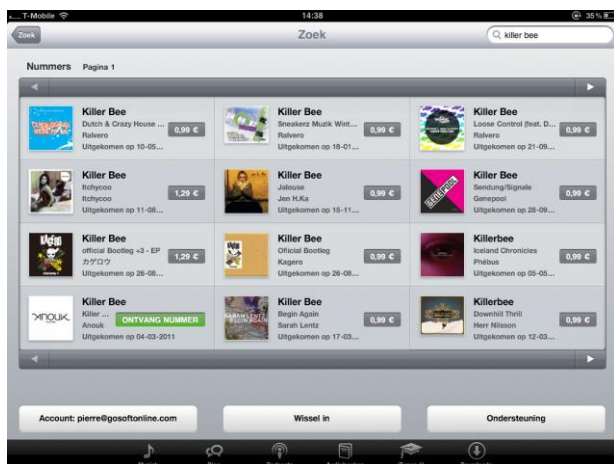 T-Mobile 14:38 35%
Zoek Zoek killer bee
Nummers Pagina 1
Killer Bee
Dutch & Crazy House ...
Ralvero
Uitgekomen op 10-05...
0,99 €
Killer Bee
Sneakerz Muzik Wint...
Ralvero
Uitgekomen op 18-01...
0,99 €
Killer Bee
Loose Control (feat. D...
Ralvero
Uitgekomen op 21-09...
0,99 €
Killer Bee
Itchycoo
Itchycoo
Uitgekomen op 11-08...
1,29 €
Killer Bee
Jalouse
Jen H.Ka
Uitgekomen op 15-11...
0,99 €
GENEPOOL
Killer Bee
Sendung/Signale
Genepool
Uitgekomen op 28-09...
0,99 €
Killer Bee
official Bootleg +3 - EP
カゲロウ
Uitgekomen op 26-08...
1,29 €
Killer Bee
Oficial Bootleg
Kagero
Uitgekomen op 26-08...
0,99 €
Killerbee
Iceland Chronicles
Phébus
Uitgekomen op 05-05...
0,99 €
ANOUK
Killer Bee
Killer ...
Anouk
Uitgekomen op 04-03-2011
ONTVANG NUMMER
SARAH LENTZ
BEGIN AGAIN
Killer Bee
Begin Again
Sarah Lentz
Uitgekomen op 17-03...
0,99 €
Killerbee
Downhill Thrill
Herr Nilsson
Uitgekomen op 12-03...
0,99 €
Account: pierre@gosoftonline.com Wissel in Ondersteuning